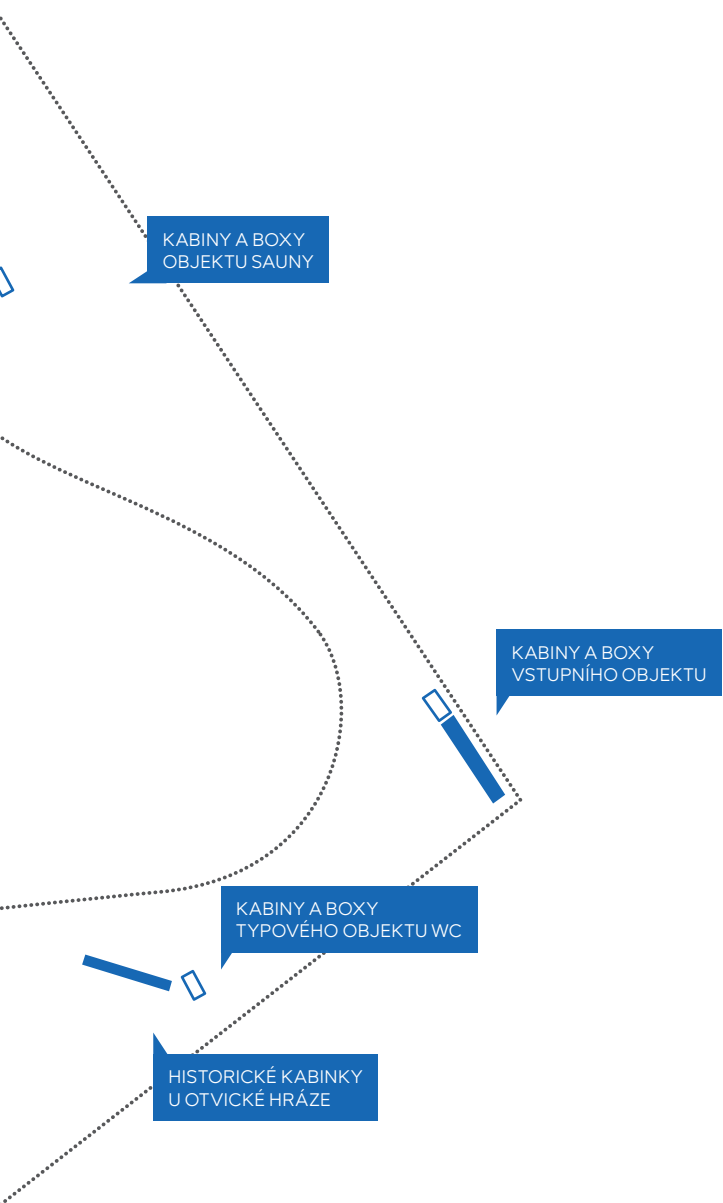 KABINY A BOXY
OBJEKTU SAUNY
KABINY A BOXY
VSTUPNÍHO OBJEKTU
KABINY A BOXY
TYPOVÉHO OBJEKTU WC
HISTORICKÉ KABINKY
U OTVICKÉ HRÁZE